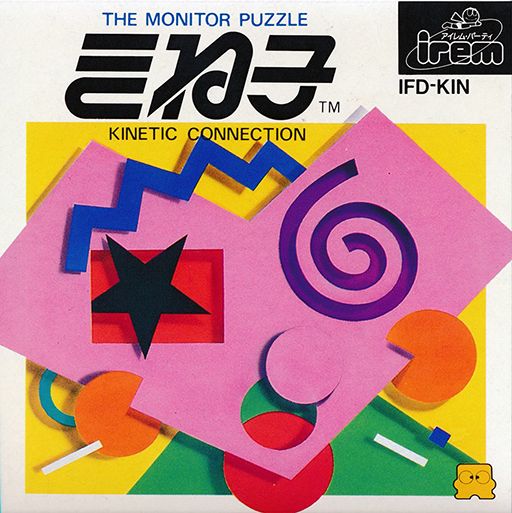 THE MONITOR PUZZLE
きね子
TM
KINETIC CONNECTION
アイレム・パーティ
irem
IFD-KIN